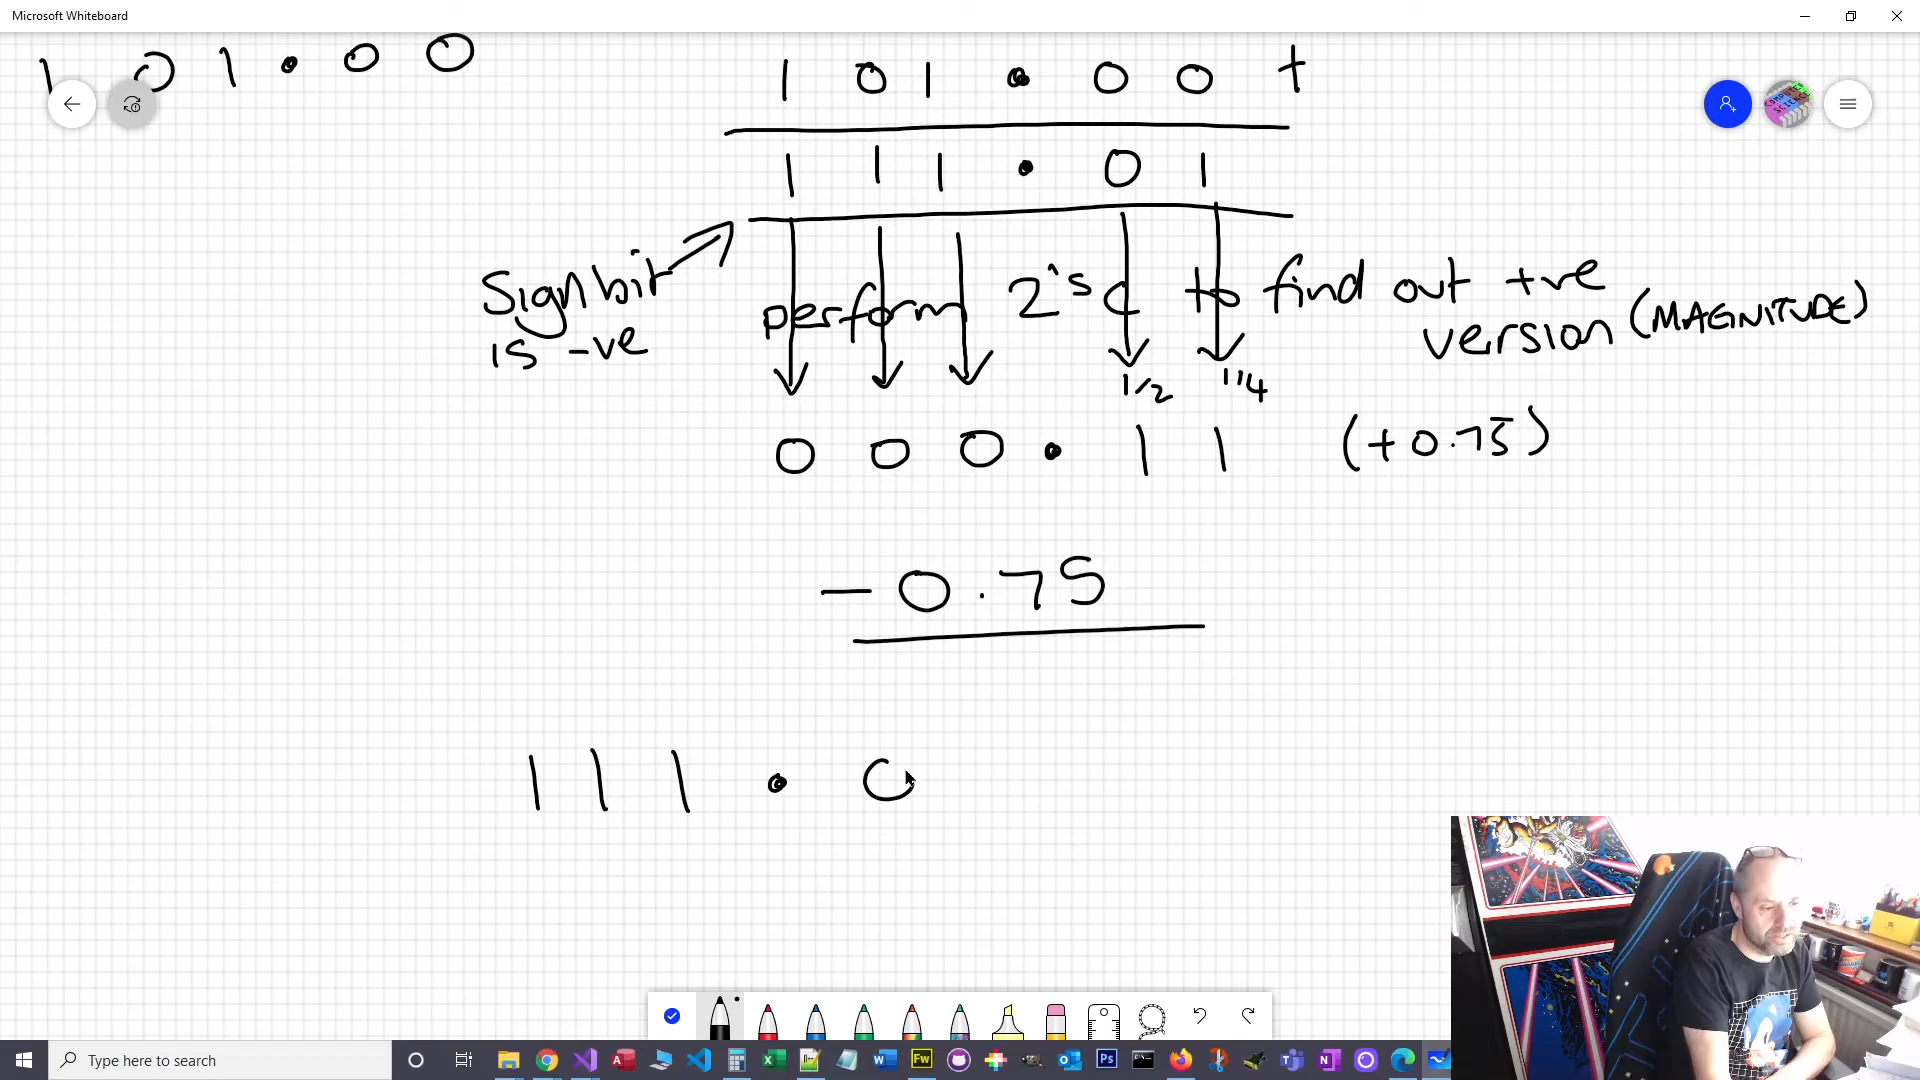 Microsoft Whiteboard
1 0 1 . 0 0
1 0 1 . 0 0 +
1 1 1 . 0 1
Sign bit
is -ve
perform 2's c to find out +ve
version (MAGNITUDE)
1/2 1/4
0 0 0 . 1 1 (+0.75)
-0.75
1 1 1 . 0
COMPUTER SCIENCE
Type here to search